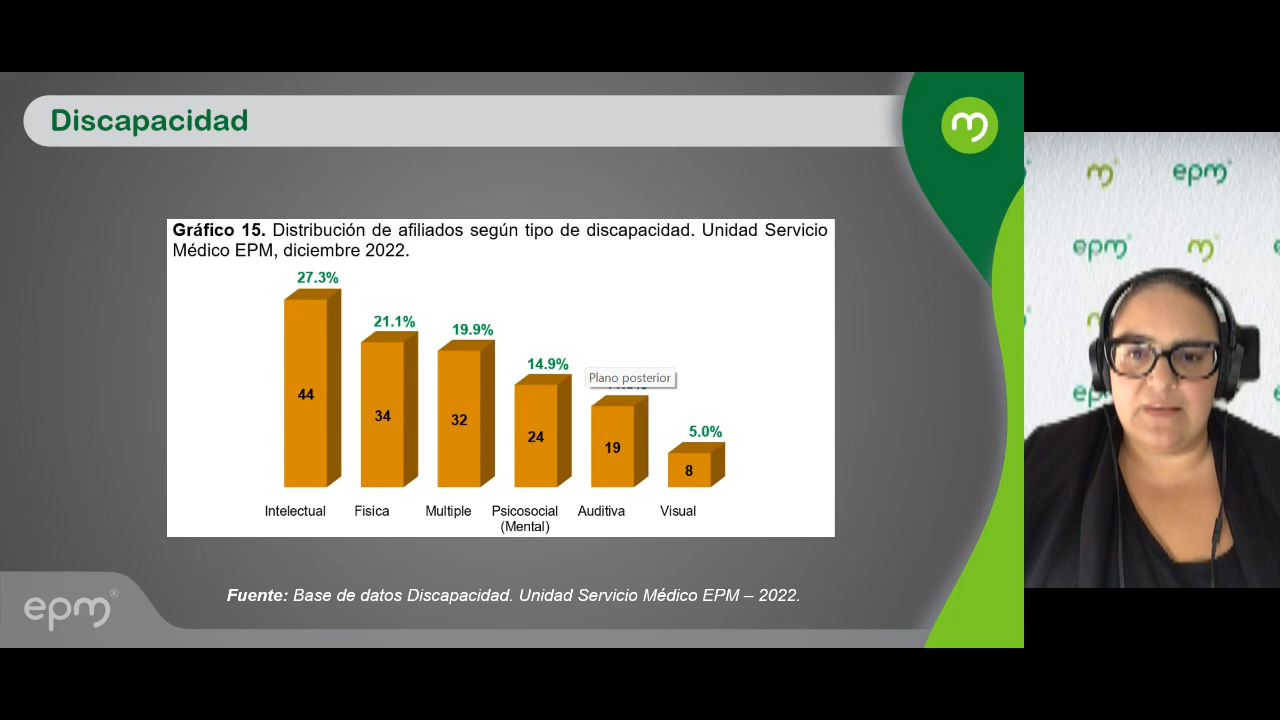 Discapacidad
Gráfico 15. Distribución de afiliados según tipo de discapacidad. Unidad Servicio
Médico EPM, diciembre 2022.
27.3%
21.1%
19.9%
14.9%
Plano posterior
5.0%
44
34
32
24
19
8
Intelectual
Fisica
Multiple
Psicosocial
(Mental)
Auditiva
Visual
Fuente: Base de datos Discapacidad. Unidad Servicio Médico EPM – 2022.
epm®
epm
epm
epm